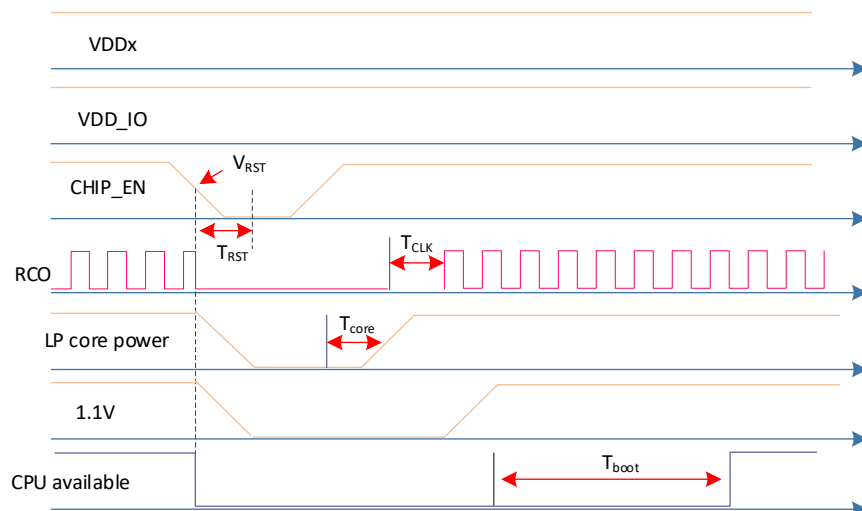 VDDx
VDD_IO
V_RST
CHIP_EN
T_RST
T_CLK
RCO
T_core
LP core power
1.1V
T_boot
CPU available